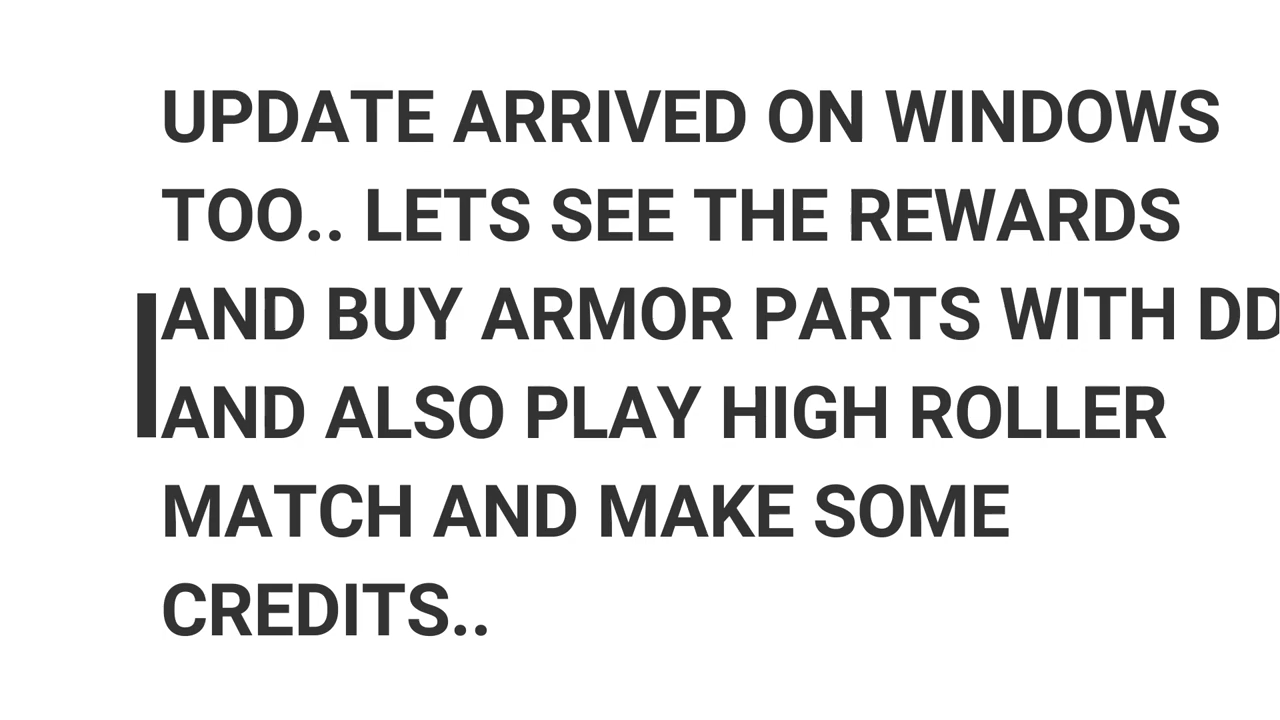 UPDATE ARRIVED ON WINDOWS
TOO.. LETS SEE THE REWARDS
AND BUY ARMOR PARTS WITH DD
AND ALSO PLAY HIGH ROLLER
MATCH AND MAKE SOME
CREDITS..